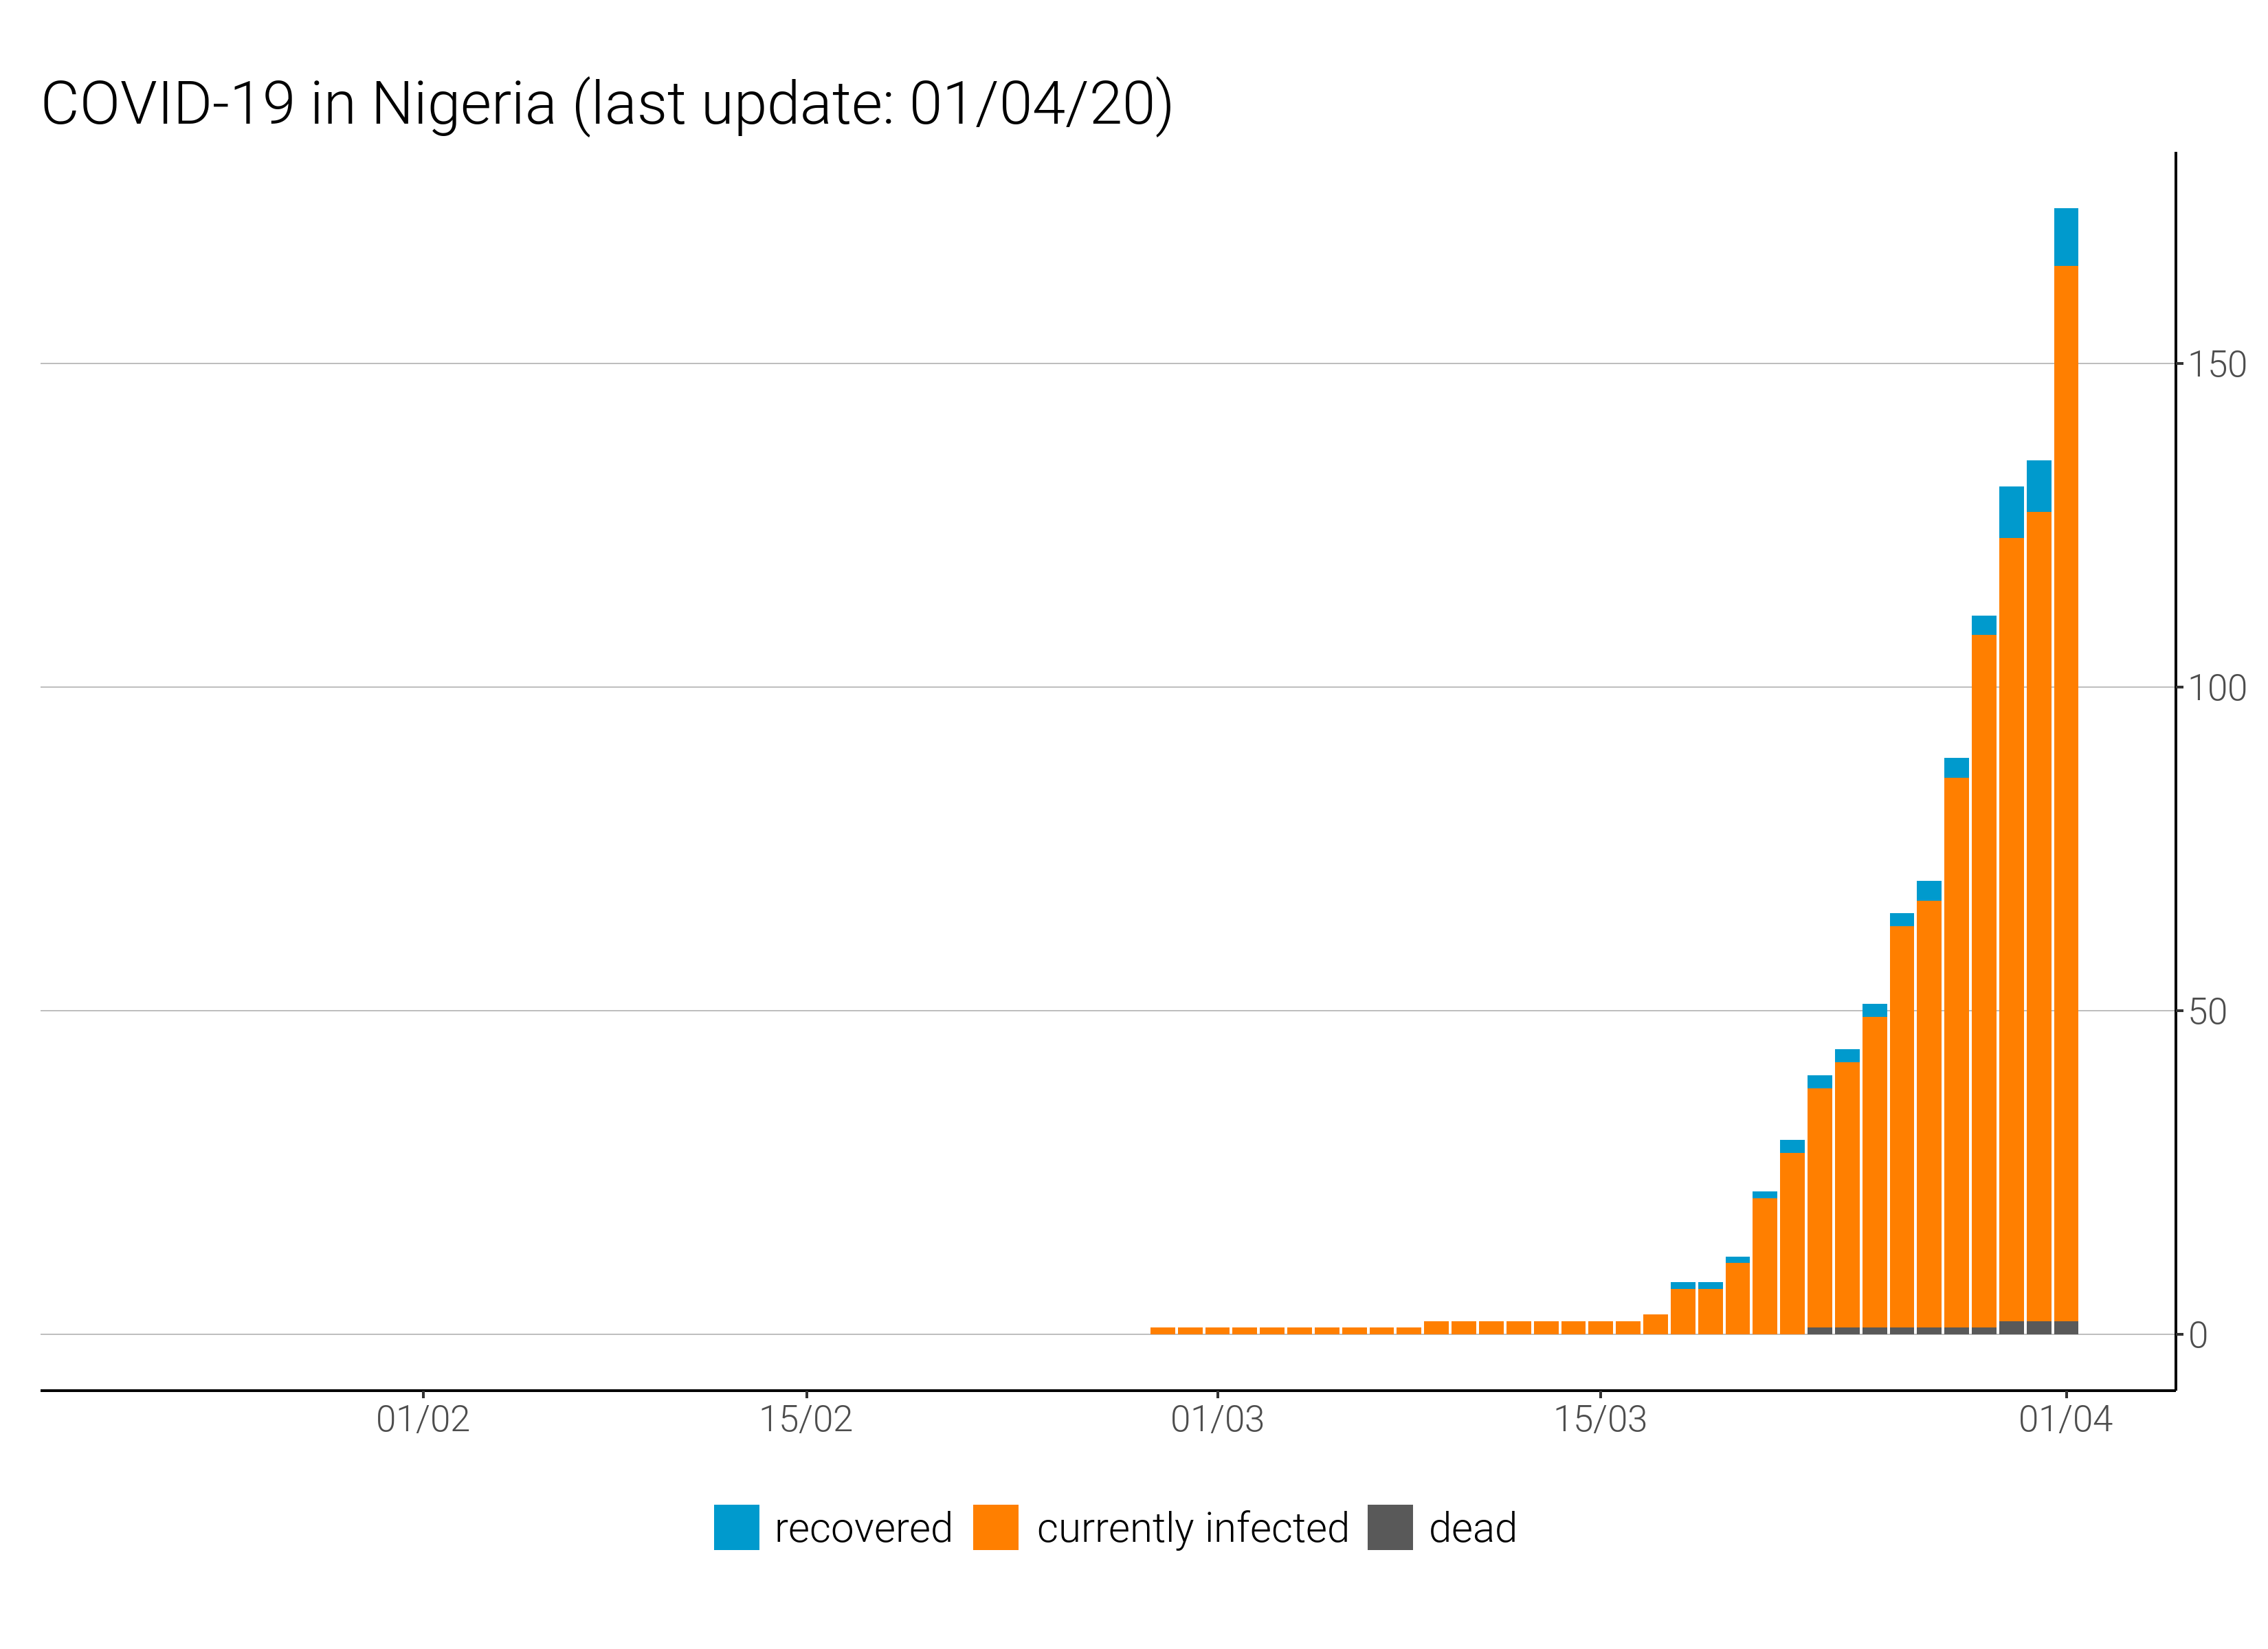 COVID-19 in Nigeria (last update: 01/04/20)
150
100
50
0
01/02 15/02 01/03 15/03 01/04
recovered currently infected dead